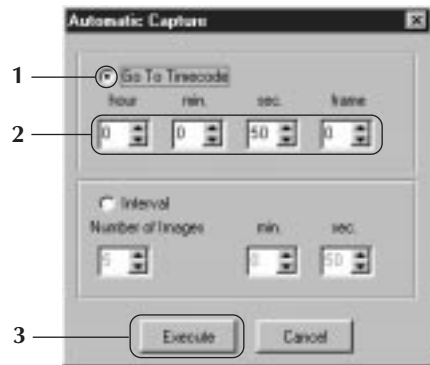 Automatic Capture
1 Go To Timecode
hour min. sec. frame
2 0 0 50 0
Interval
Number of Images min. sec.
5 0 50
3 Execute Cancel